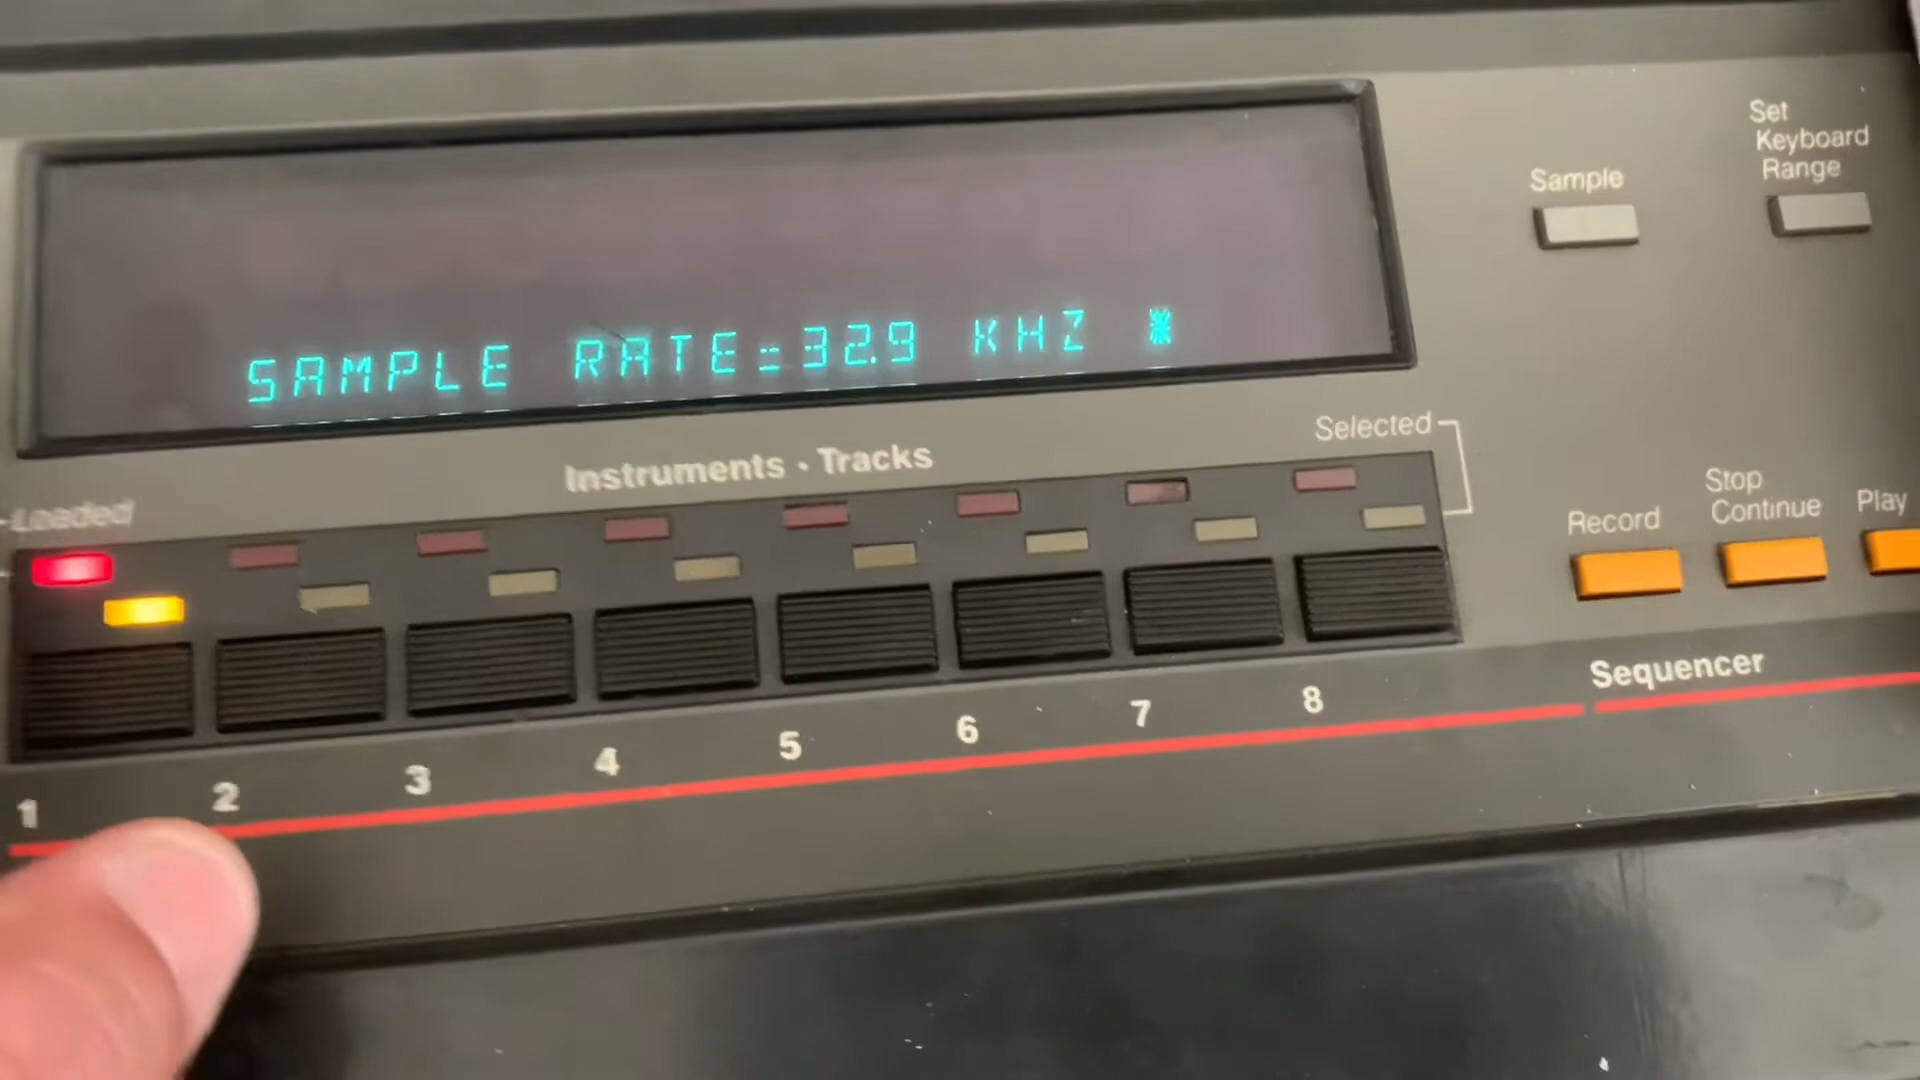 Set
Keyboard
Range
Sample
SAMPLE RATE=32.9 KHZ *
Selected
Instruments · Tracks
Loaded
Record
Stop
Continue
Play
Sequencer
1 2 3 4 5 6 7 8